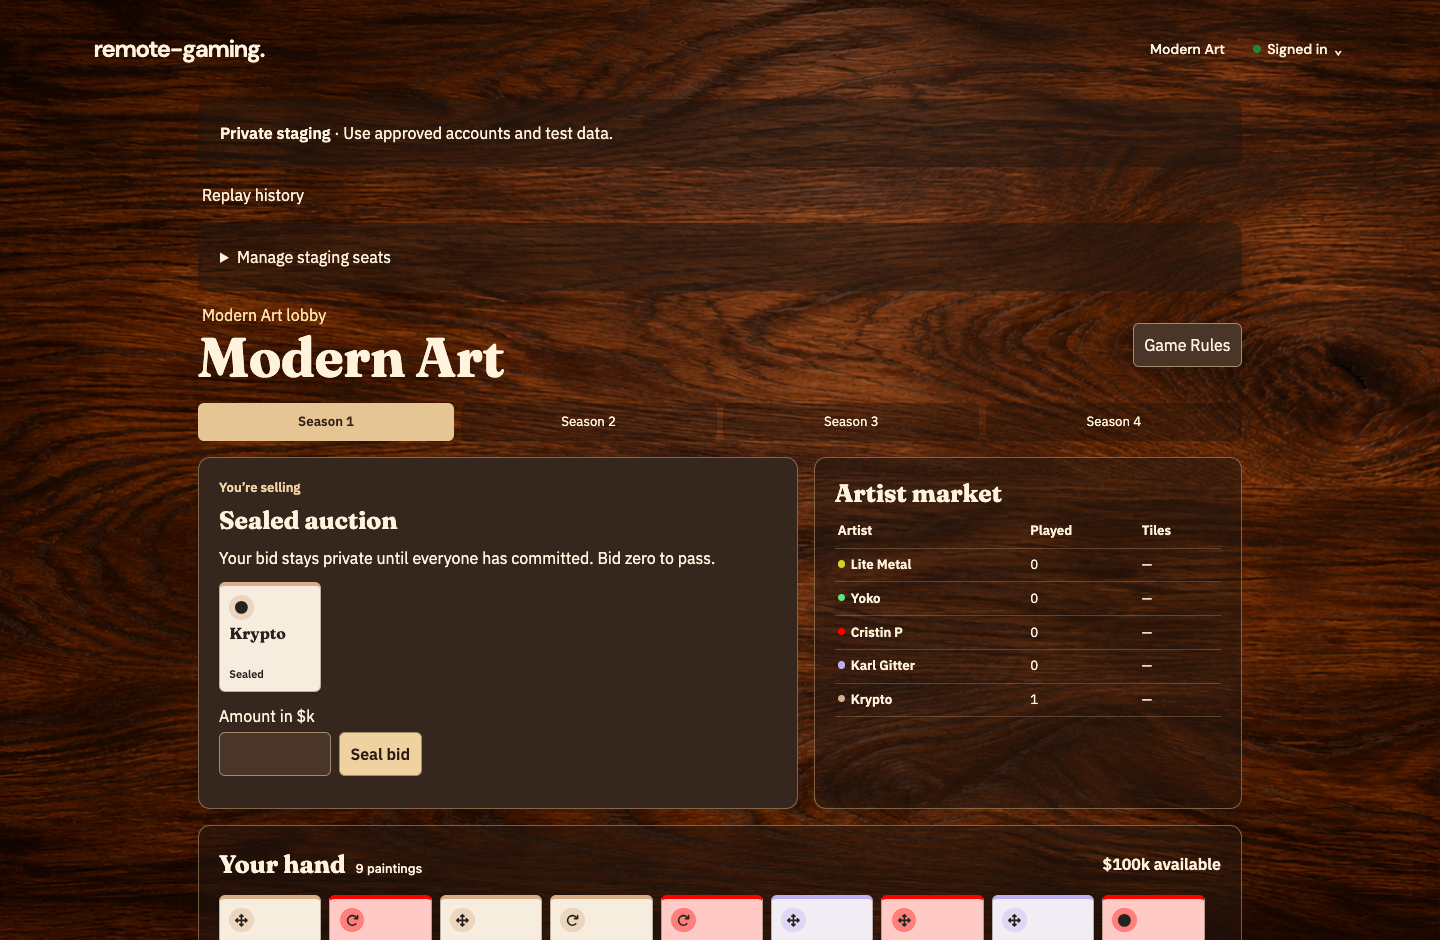 remote-gaming.
Modern Art
Signed in
Private staging · Use approved accounts and test data.
Replay history
Manage staging seats
Modern Art lobby
Modern Art
Game Rules
Season 1
Season 2
Season 3
Season 4
You're selling
Sealed auction
Your bid stays private until everyone has committed. Bid zero to pass.
Krypto
Sealed
Amount in $k
Seal bid
Artist market
Artist Played Tiles
Lite Metal 0 —
Yoko 0 —
Cristin P 0 —
Karl Gitter 0 —
Krypto 1 —
Your hand 9 paintings
$100k available